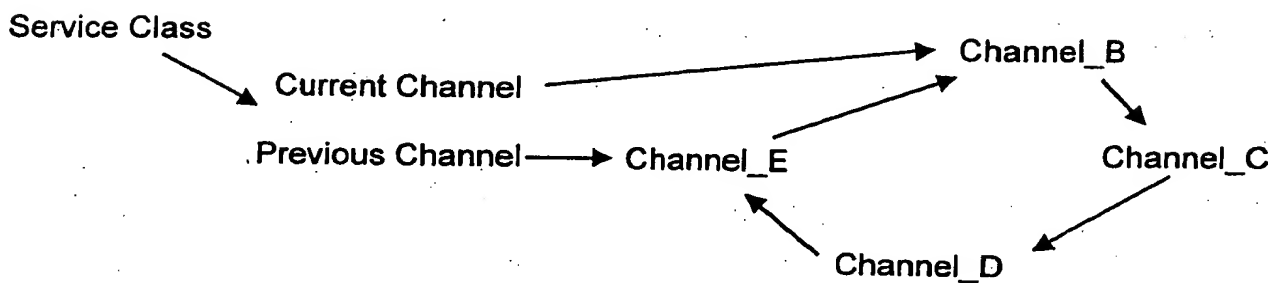 Service Class
Channel_B
Current Channel
Previous Channel
Channel_E
Channel_C
Channel_D